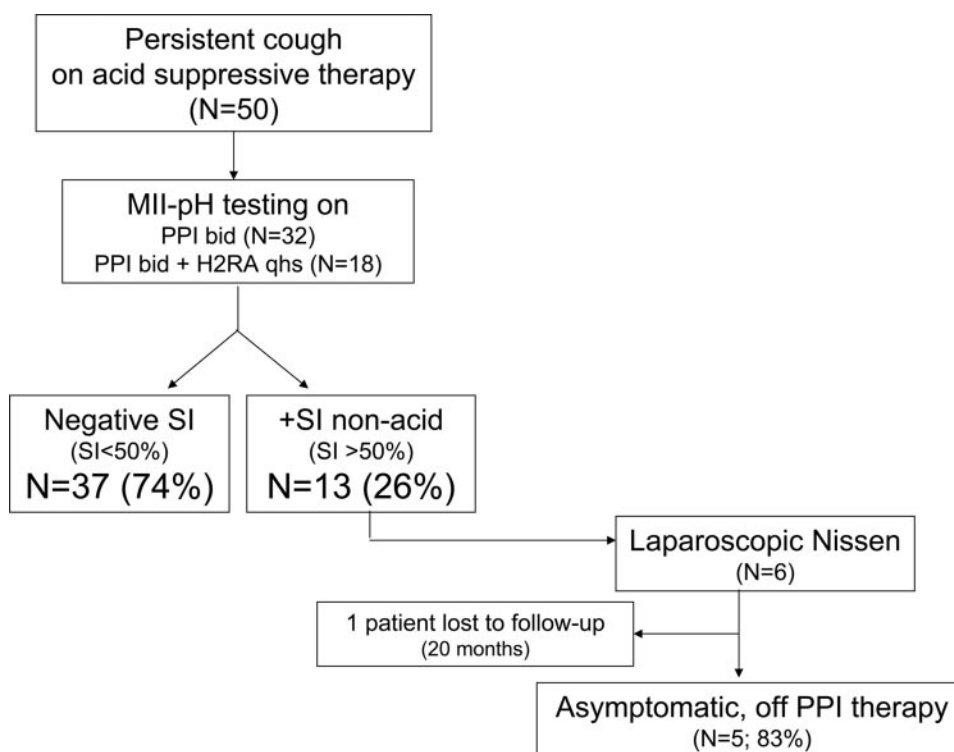 Persistent cough
on acid suppressive therapy
(N=50)
MII-pH testing on
PPI bid (N=32)
PPI bid + H2RA qhs (N=18)
Negative SI
(SI<50%)
N=37 (74%)
+SI non-acid
(SI >50%)
N=13 (26%)
Laparoscopic Nissen
(N=6)
1 patient lost to follow-up
(20 months)
Asymptomatic, off PPI therapy
(N=5; 83%)